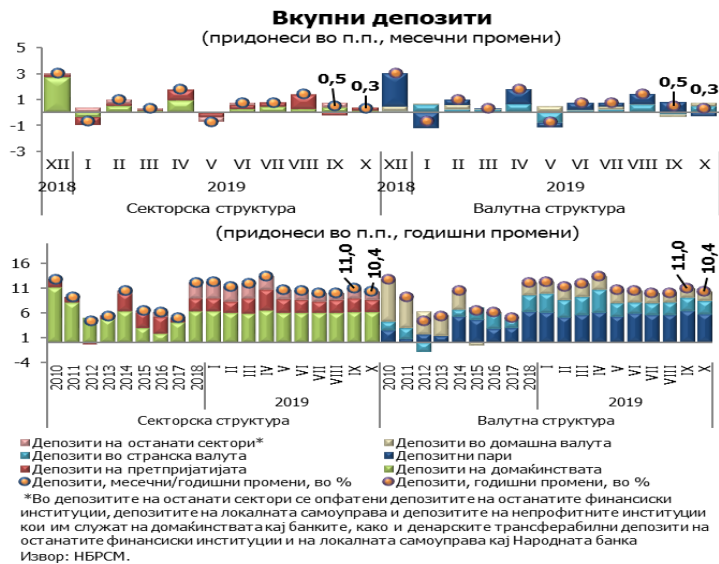 Вкупни депозити
(придонеси во п.п., месечни промени)
5
3
1
-1
-3
0,5
0,3
0,5
0,3
XII I II III IV V VI VII VIII IX X XII I II III IV V VI VII VIII IX X
2018 2019 2018 2019
Секторска структура Валутна структура
(придонеси во п.п., годишни промени)
16
11
6
1
-4
11,0
10,4
11,0
10,4
2010 2011 2012 2013 2014 2015 2016 2017 2018 I II III IV V VI VII VIII IX X 2010 2011 2012 2013 2014 2015 2016 2017 2018 I II III IV V VI VII VIII IX X
2019 2019
Секторска структура Валутна структура
Депозити на останати сектори* Депозити во домашна валута
Депозити во странска валута Депозитни пари
Депозити на претпријатијата Депозити на домаќинствата
Депозити, месечни/годишни промени, во % Депозити, годишни промени, во %
*Во депозитите на останати сектори се опфатени депозитите на останатите финансиски
институции, депозитите на локалната самоуправа и депозитите на непрофитните институции
кои им служат на домаќинствата кај банките, како и денарските трансферабилни депозити на
останатите финансиски институции и на локалната самоуправа кај Народната банка
Извор: НБРСМ.